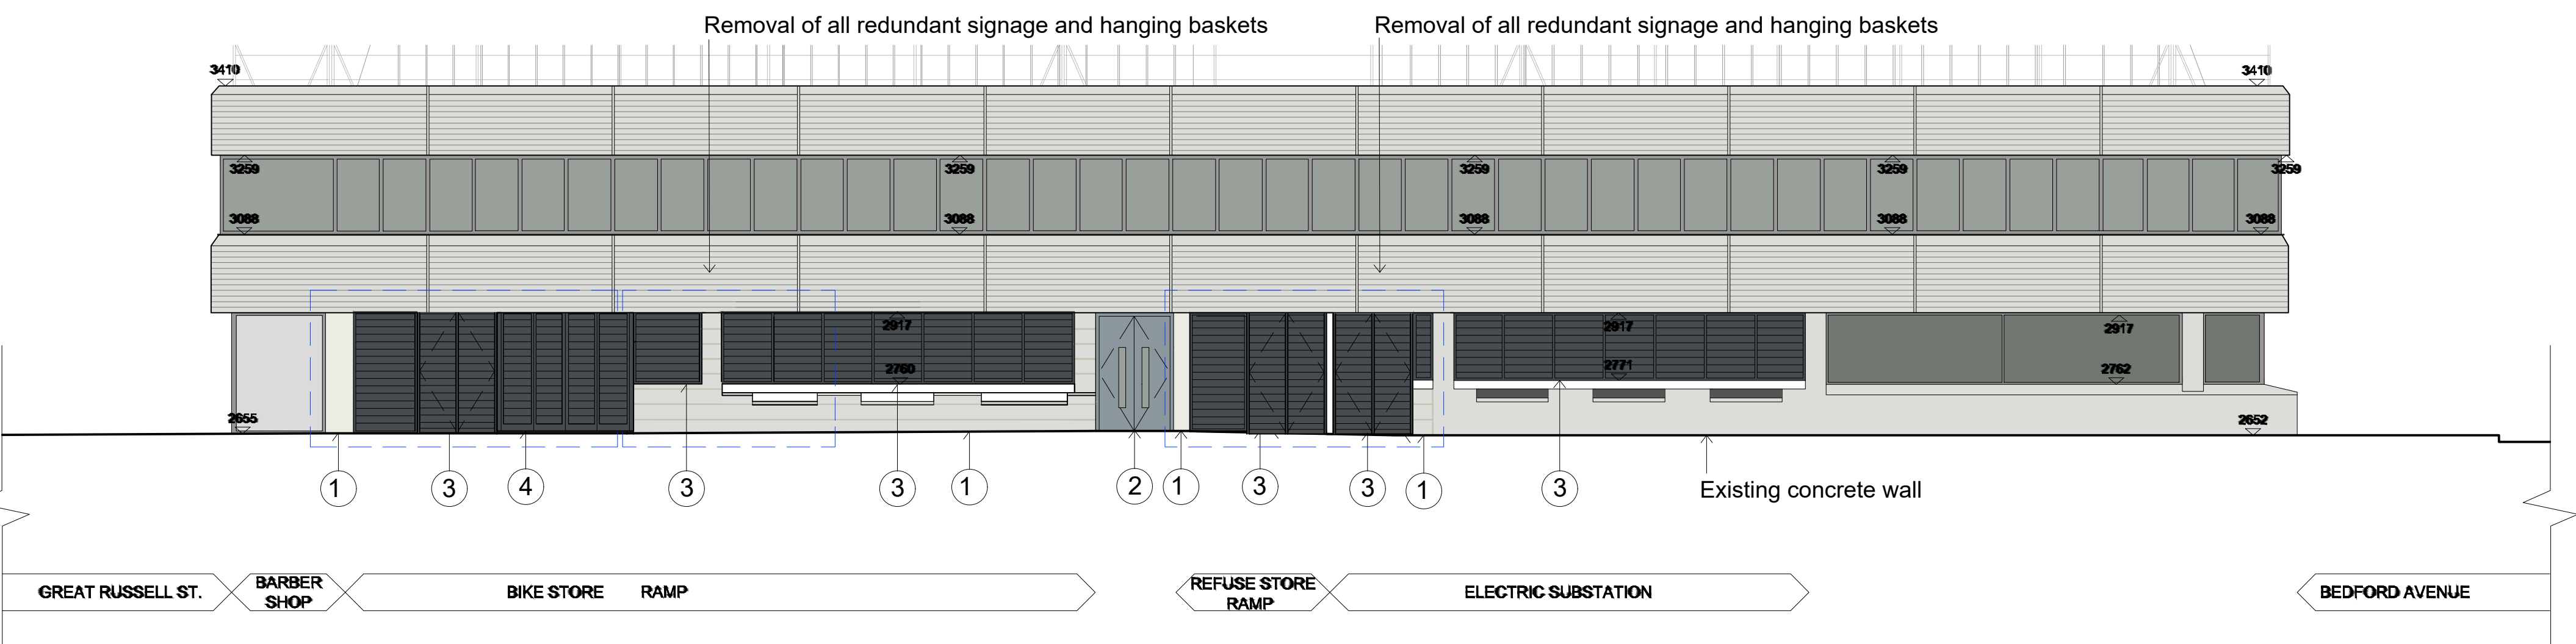 Removal of all redundant signage and hanging baskets
Removal of all redundant signage and hanging baskets
3410
3410
3259
3259
3259
3259
3259
3088
3088
3088
3088
3088
2917
2917
2917
2760
2771
2762
2655
2652
1
3
4
3
3
1
2
1
3
3
1
3
Existing concrete wall
GREAT RUSSELL ST.
BARBER
SHOP
BIKE STORE
RAMP
REFUSE STORE
RAMP
ELECTRIC SUBSTATION
BEDFORD AVENUE